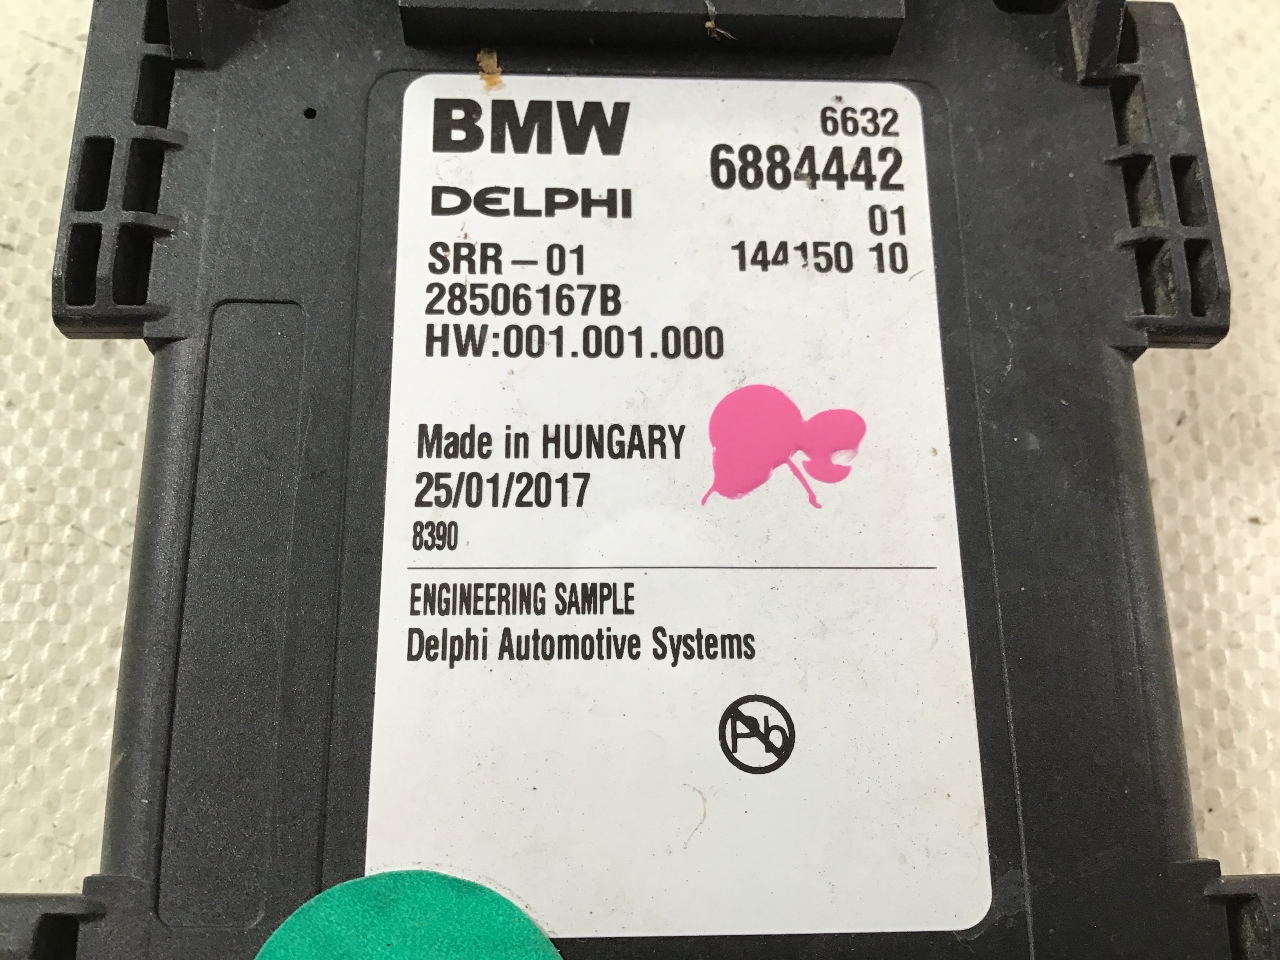 BMW
6632
6884442
DELPHI
01
SRR-01
144150 10
28506167B
HW:001.001.000
Made in HUNGARY
25/01/2017
8390
ENGINEERING SAMPLE
Delphi Automotive Systems
Pb